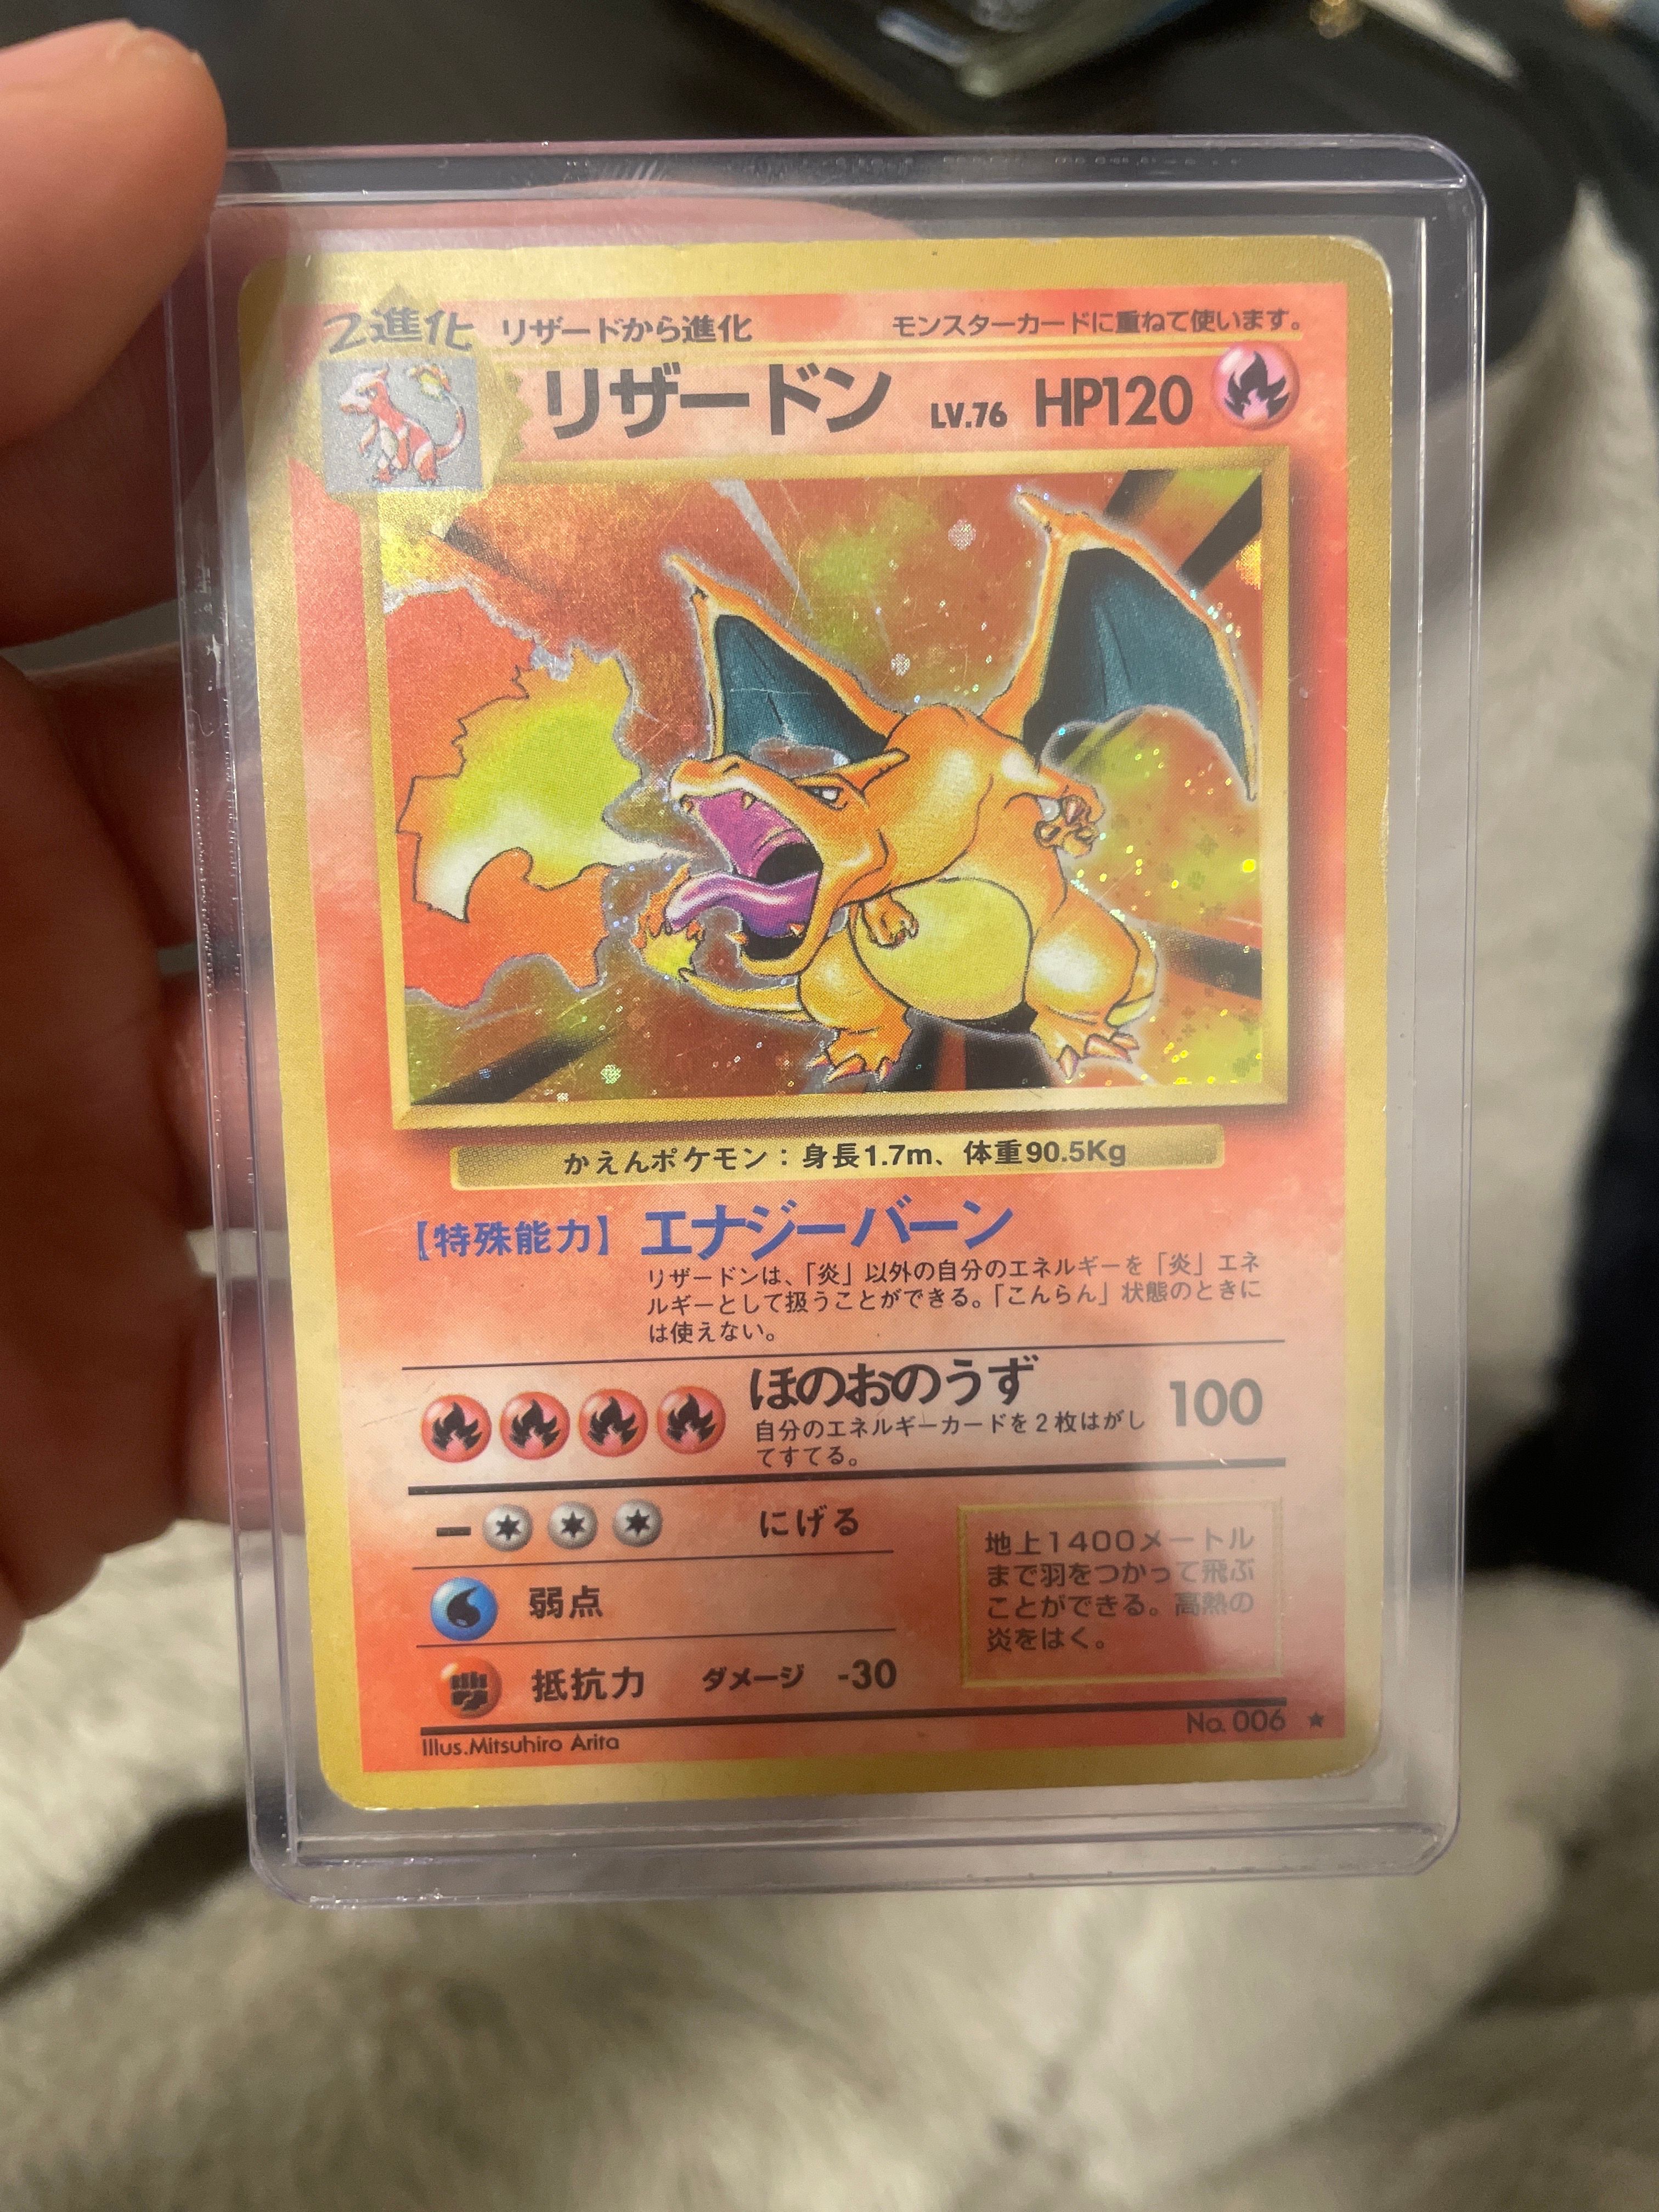 2進化
リザードから進化
モンスターカードに重ねて使います。
リザードン LV.76 HP120
かえんポケモン：身長1.7m、体重90.5Kg
【特殊能力】エナジーバーン
リザードンは、「炎」以外の自分のエネルギーを「炎」エネ
ルギーとして扱うことができる。「こんらん」状態のときに
は使えない。
ほのおのうず 100
自分のエネルギーカードを2枚はがし
てすてる。
ー にげる
弱点
抵抗力 ダメージ -30
地上1400メートル
まで羽をつかって飛ぶ
ことができる。高熱の
炎をはく。
Illus.Mitsuhiro Arita
No. 006 ★